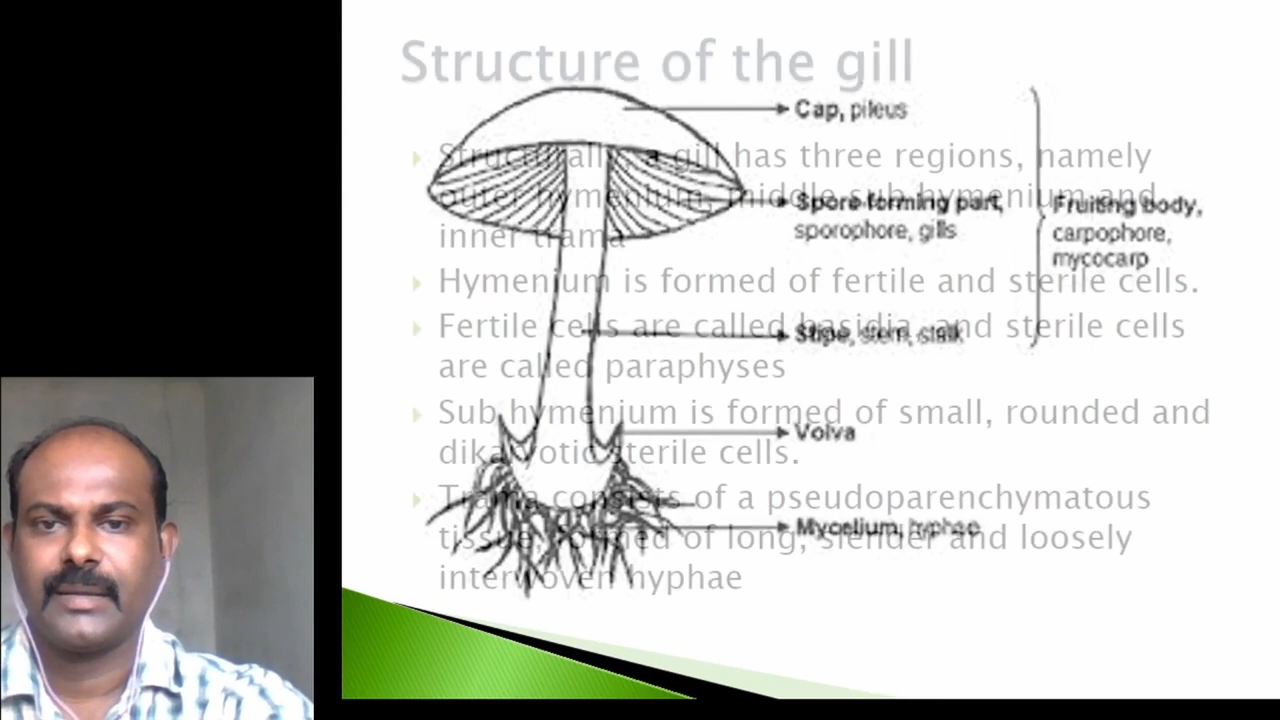 Structure of the gill
Structurally a gill has three regions, namely
outer hymenium, middle sub hymenium and
inner trama
Hymenium is formed of fertile and sterile cells.
Fertile cells are called basidia and sterile cells
are called paraphyses
Sub hymenium is formed of small, rounded and
dikaryotic sterile cells.
Trama consists of a pseudoparenchymatous
tissue formed of long, slender and loosely
interwoven hyphae
Cap, pileus
Spore forming part,
sporophore, gills
Fruiting body,
carpophore,
mycocarp
Stipe, stem, stalk
Volva
Mycelium, hyphae